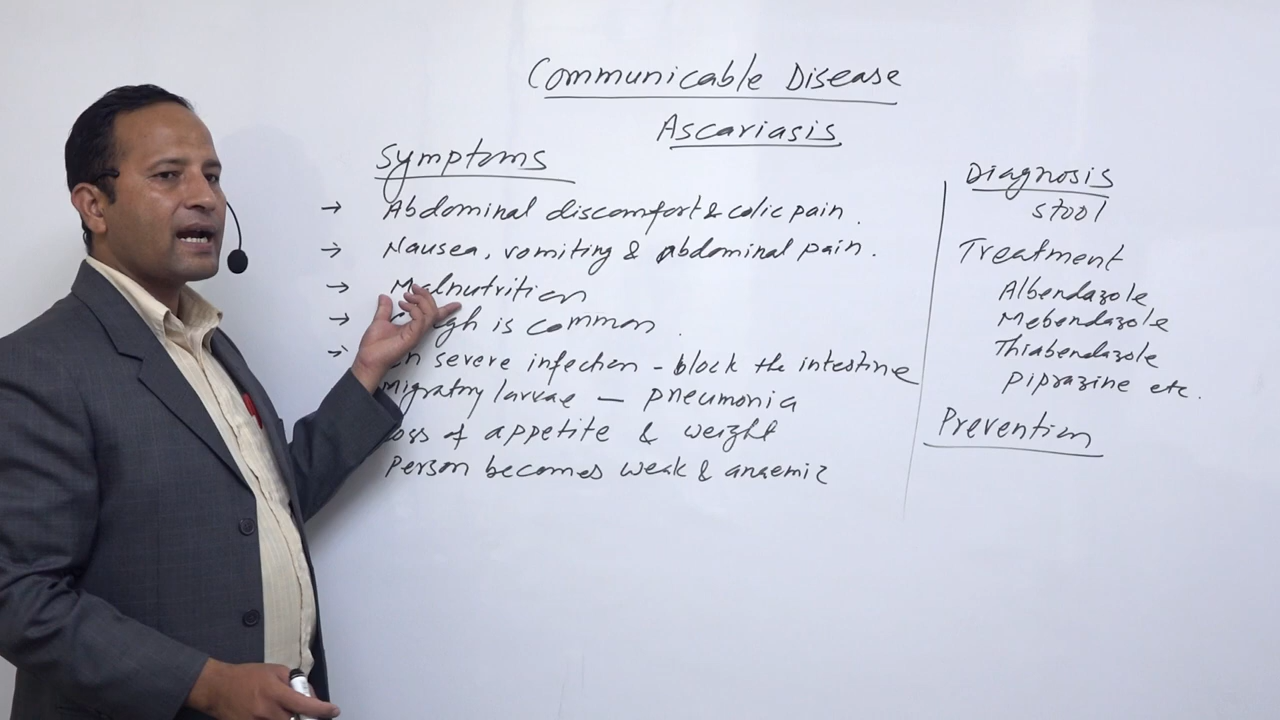 Communicable Disease
Ascariasis
Symptoms
→ Abdominal discomfort & colic pain.
→ Nausea, vomiting & abdominal pain.
→ Malnutrition
→ is common.
→ In severe infection - block the intestine
Migratory larvae — pneumonia
loss of appetite & weight
Person becomes weak & anaemic
Diagnosis
stool
Treatment
Albendazole
Mebendazole
Thiabendazole
piprazine etc.
Prevention